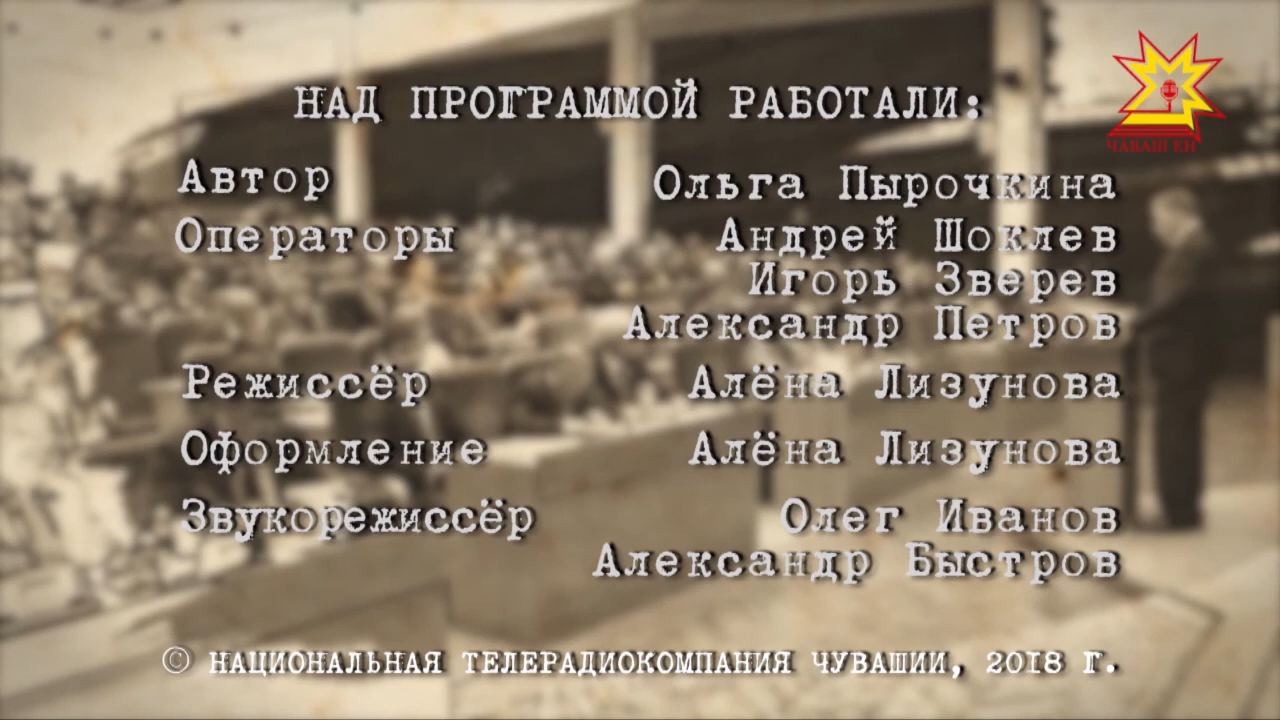 НАД ПРОГРАММОЙ РАБОТАЛИ:
ЧӐВАШ ЕН
Автор Ольга Пырочкина
Операторы Андрей Шоклев
Игорь Зверев
Александр Петров
Режиссёр Алёна Лизунова
Оформление Алёна Лизунова
Звукорежиссёр Олег Иванов
Александр Быстров
© НАЦИОНАЛЬНАЯ ТЕЛЕРАДИОКОМПАНИЯ ЧУВАШИИ, 2018 Г.